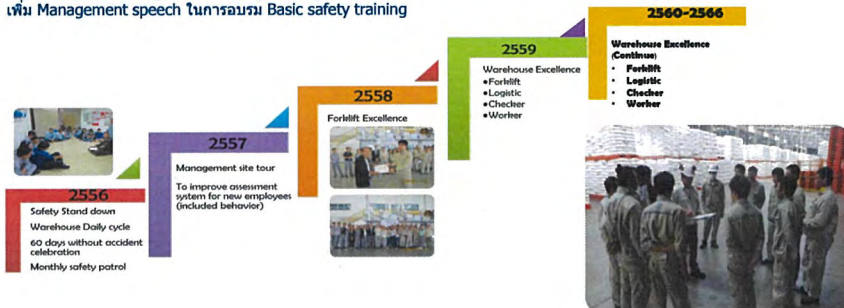 เพิ่ม Management speech ในการอบรม Basic safety training
2556
Safety Stand down
Warehouse Daily cycle
60 days without accident
celebration
Monthly safety patrol
2557
Management site tour
To improve assessment
system for new employees
(included behavior)
2558
Forklift Excellence
2559
Warehouse Excellence
•Forklift
•Logistic
•Checker
•Worker
2560-2566
Warehouse Excellence
(Continue)
• Forklift
• Logistic
• Checker
• Worker